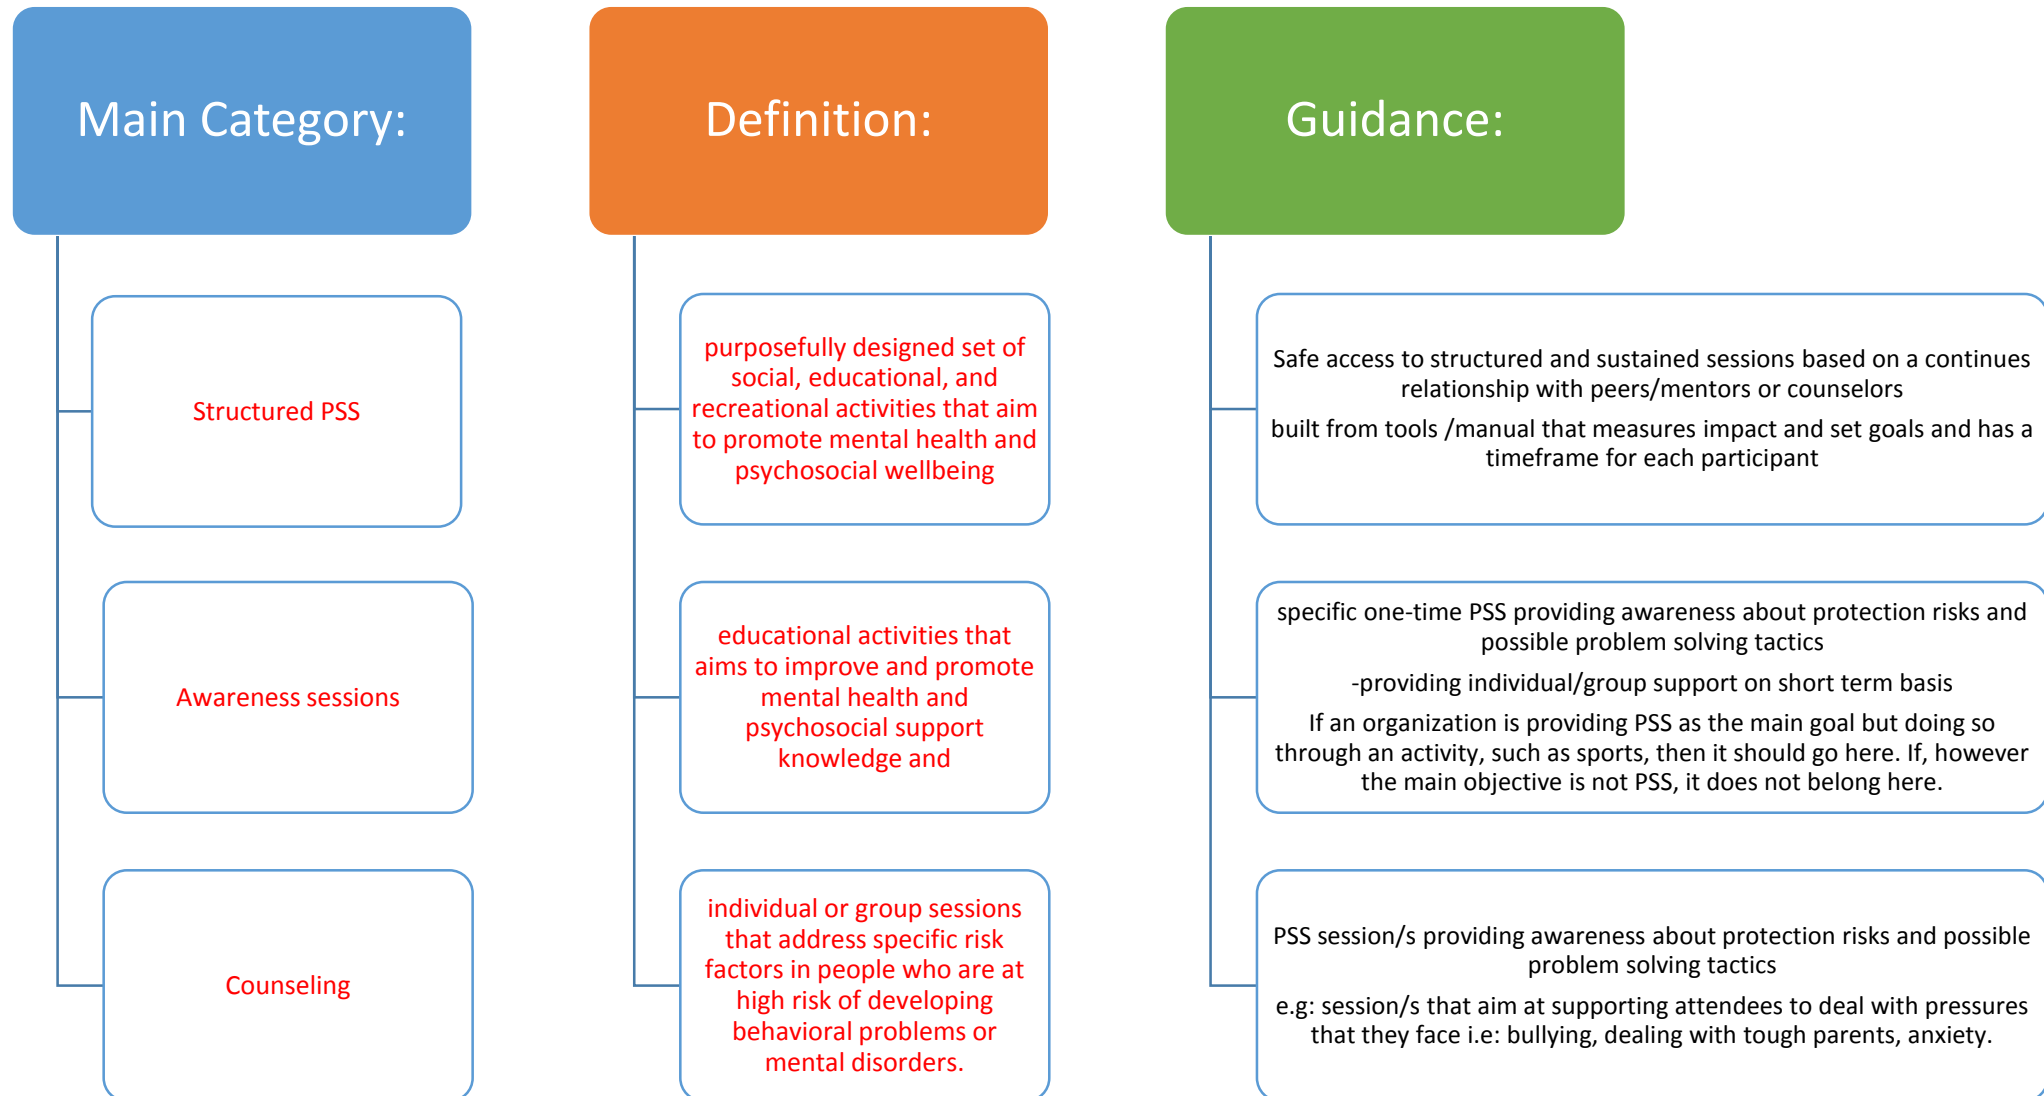 Main Category:
Structured PSS
Awareness sessions
Counseling
Definition:
purposefully designed set of
social, educational, and
recreational activities that aim
to promote mental health and
psychosocial wellbeing
educational activities that
aims to improve and promote
mental health and
psychosocial support
knowledge and
individual or group sessions
that address specific risk
factors in people who are at
high risk of developing
behavioral problems or
mental disorders.
Guidance:
Safe access to structured and sustained sessions based on a continues
relationship with peers/mentors or counselors
built from tools /manual that measures impact and set goals and has a
timeframe for each participant
specific one-time PSS providing awareness about protection risks and
possible problem solving tactics
-providing individual/group support on short term basis
If an organization is providing PSS as the main goal but doing so
through an activity, such as sports, then it should go here. If, however
the main objective is not PSS, it does not belong here.
PSS session/s providing awareness about protection risks and possible
problem solving tactics
e.g: session/s that aim at supporting attendees to deal with pressures
that they face i.e: bullying, dealing with tough parents, anxiety.